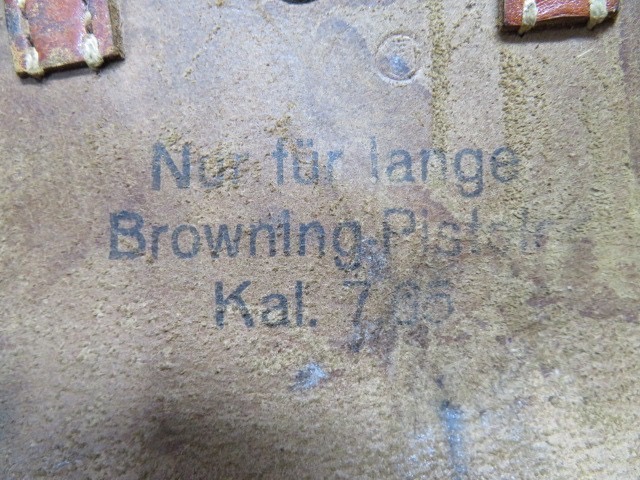 Nur für lange
Browning Pistole
Kal. 7,65